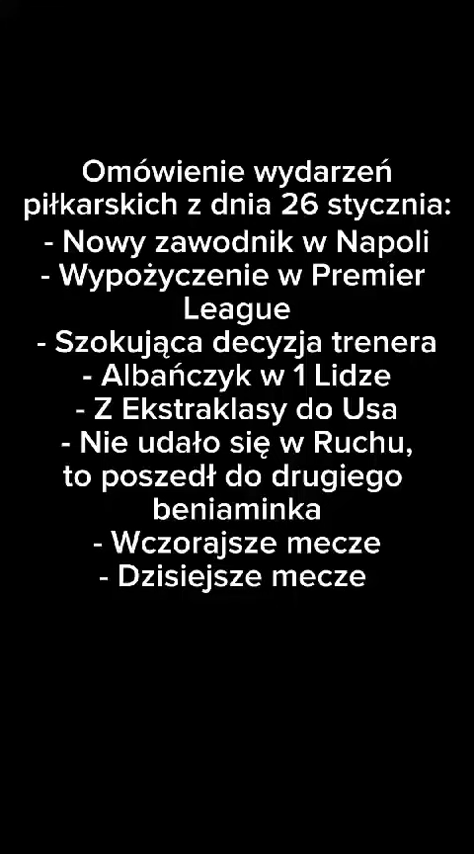 Omówienie wydarzeń
piłkarskich z dnia 26 stycznia:
- Nowy zawodnik w Napoli
- Wypożyczenie w Premier
League
- Szokująca decyzja trenera
- Albańczyk w 1 Lidze
- Z Ekstraklasy do Usa
- Nie udało się w Ruchu,
to poszedł do drugiego
beniaminka
- Wczorajsze mecze
- Dzisiejsze mecze